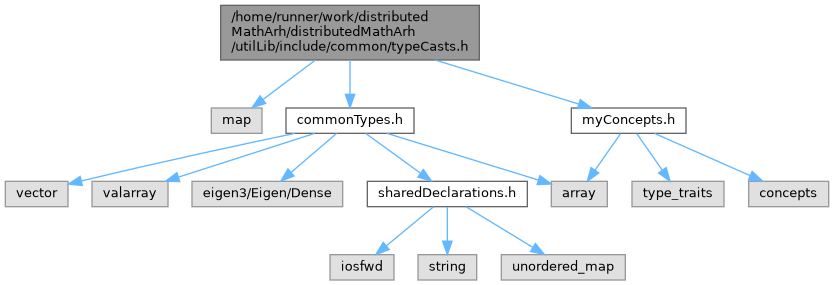 /home/runner/work/distributed
MathArh/distributedMathArh
/utilLib/include/common/typeCasts.h
map
commonTypes.h
myConcepts.h
vector
valarray
eigen3/Eigen/Dense
sharedDeclarations.h
array
type_traits
concepts
iosfwd
string
unordered_map